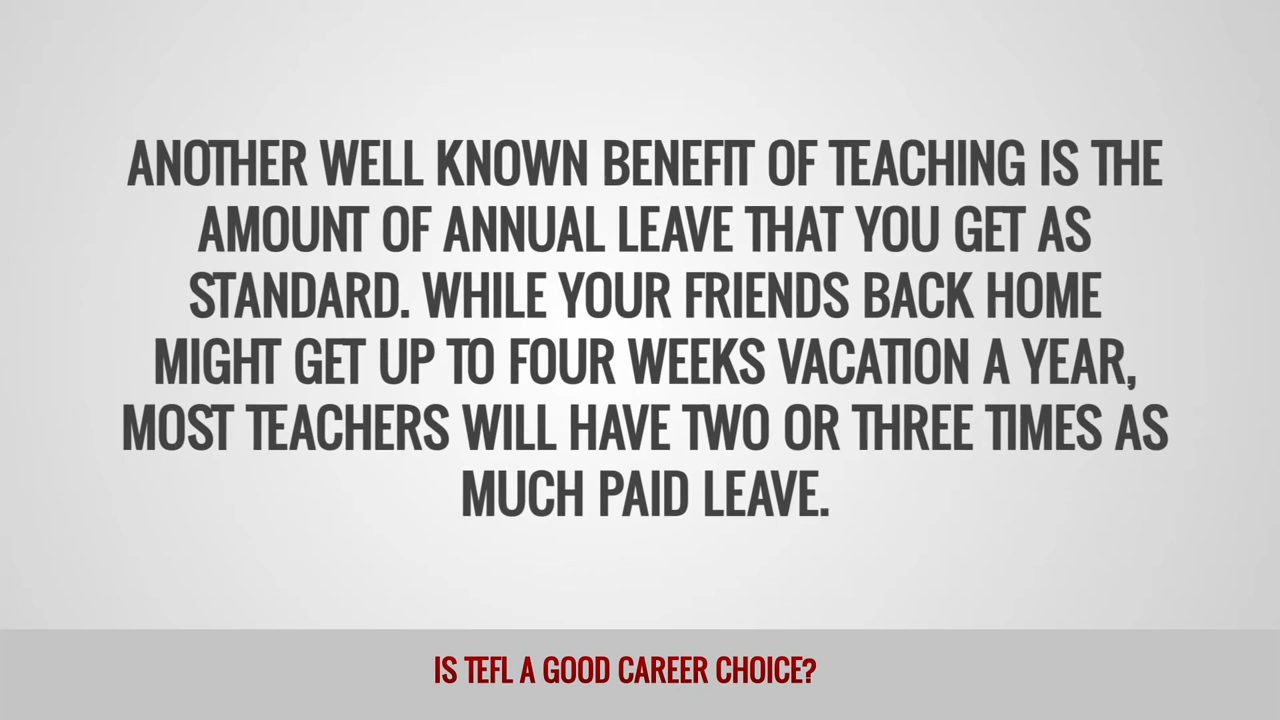 ANOTHER WELL KNOWN BENEFIT OF TEACHING IS THE
AMOUNT OF ANNUAL LEAVE THAT YOU GET AS
STANDARD. WHILE YOUR FRIENDS BACK HOME
MIGHT GET UP TO FOUR WEEKS VACATION A YEAR,
MOST TEACHERS WILL HAVE TWO OR THREE TIMES AS
MUCH PAID LEAVE.
IS TEFL A GOOD CAREER CHOICE?